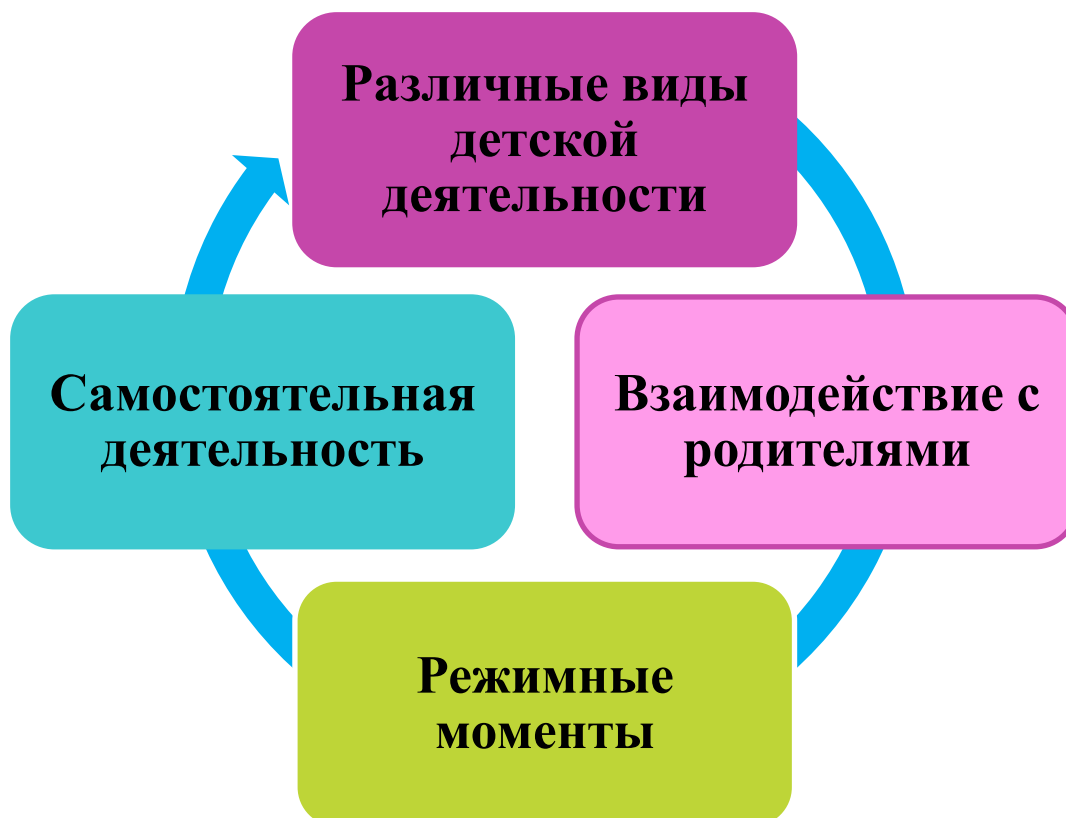 Различные виды
детской
деятельности
Самостоятельная
деятельность
Взаимодействие с
родителями
Режимные
моменты